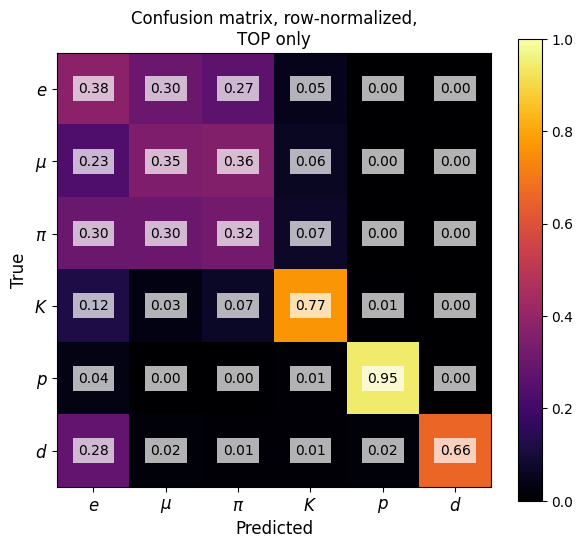 Confusion matrix, row-normalized,
TOP only
e 0.38 0.30 0.27 0.05 0.00 0.00
μ 0.23 0.35 0.36 0.06 0.00 0.00
π 0.30 0.30 0.32 0.07 0.00 0.00
K 0.12 0.03 0.07 0.77 0.01 0.00
p 0.04 0.00 0.00 0.01 0.95 0.00
d 0.28 0.02 0.01 0.01 0.02 0.66
e μ π K p d
True
Predicted
1.0
0.8
0.6
0.4
0.2
0.0